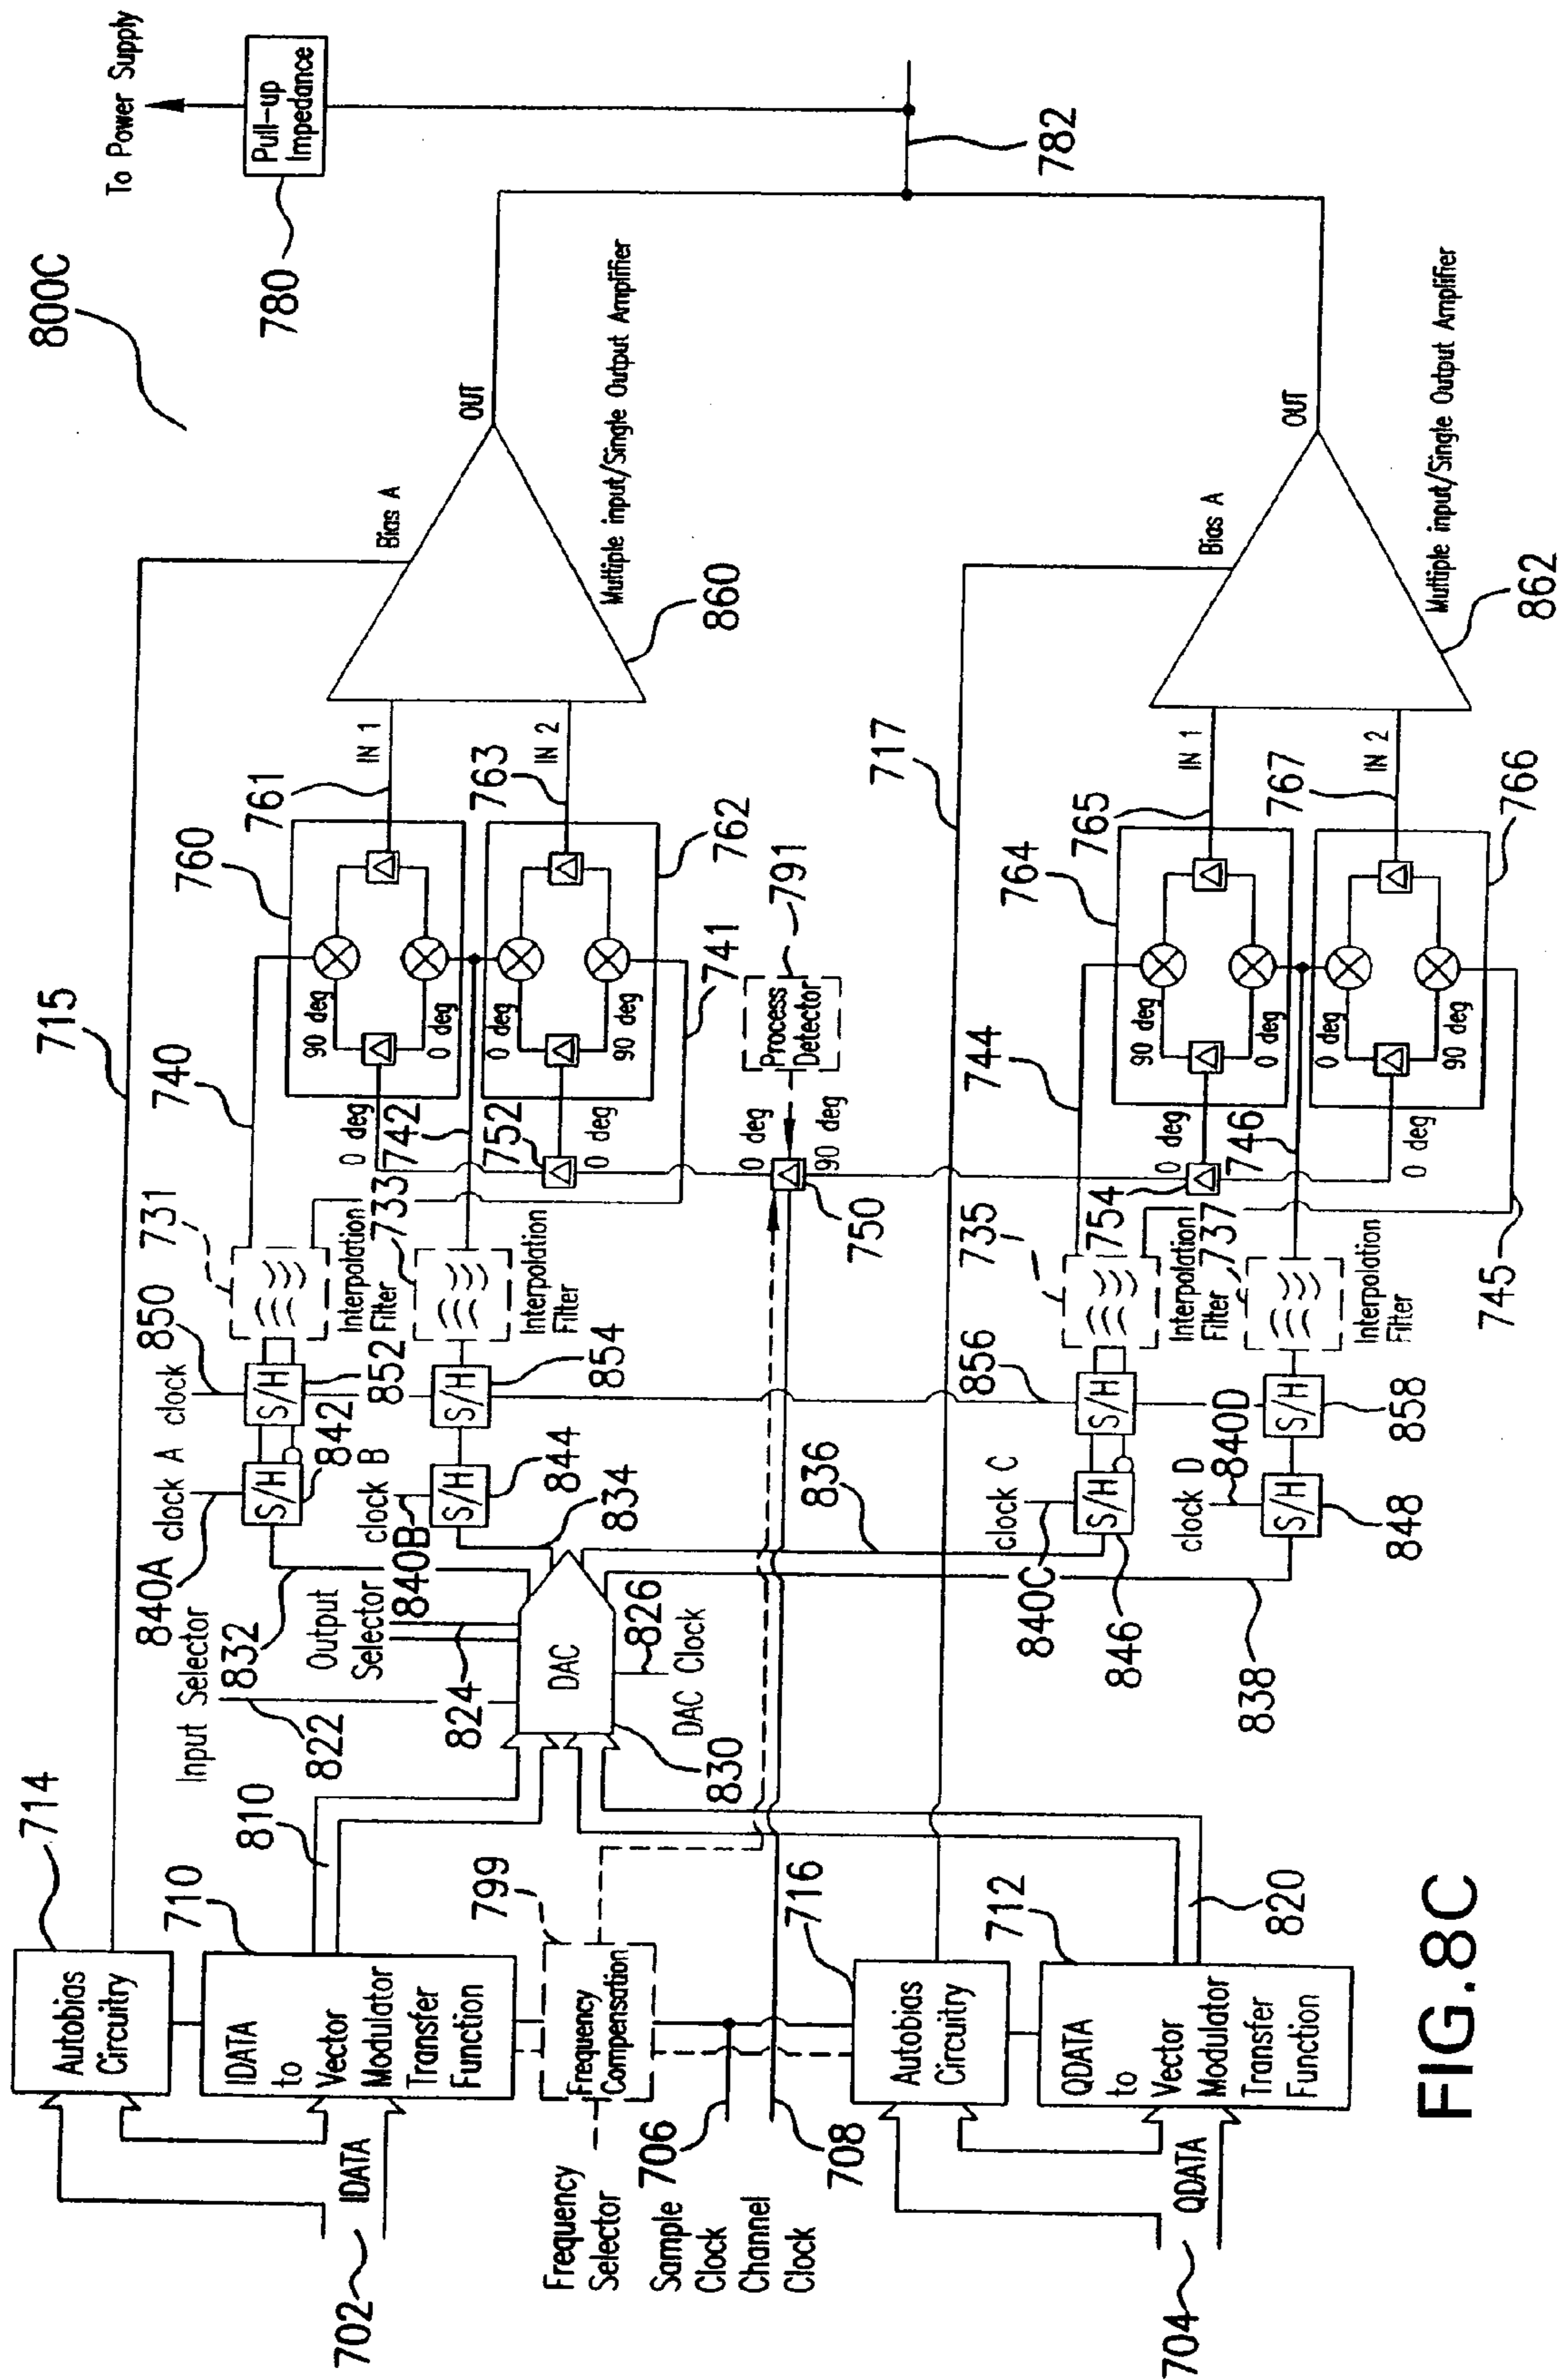 FIG.8C
800C
To Power Supply
Pull-up
Impedance
780
782
714
Autobias
Circuitry
715
710
IDATA
to
Vector
Modulator
Transfer
Function
IDATA
702
810
Input Selector
822
Output
Selector
824
DAC
830
826
DAC Clock
832
834
836
838
840A
clock A
842
S/H
clock
850
S/H
852
840B
clock B
844
S/H
S/H
854
731
Interpolation
Filter
733
Interpolation
Filter
740
742
741
760
90 deg
0 deg
761
IN 1
762
0 deg
90 deg
763
IN 2
0 deg
752
0 deg
Bias A
OUT
Multiple input/Single Output Amplifier
860
Process
Detector
791
0 deg
90 deg
750
799
Frequency
Compensation
Frequency
Selector
Sample
Clock
706
Channel
Clock
708
716
Autobias
Circuitry
717
712
QDATA
to
Vector
Modulator
Transfer
Function
QDATA
704
820
clock C
840C
846
S/H
856
S/H
clock D
840D
848
S/H
S/H
858
735
Interpolation
Filter
737
Interpolation
Filter
744
746
745
754
0 deg
0 deg
764
90 deg
0 deg
765
IN 1
766
0 deg
90 deg
767
IN 2
Bias A
OUT
Multiple input/Single Output Amplifier
862